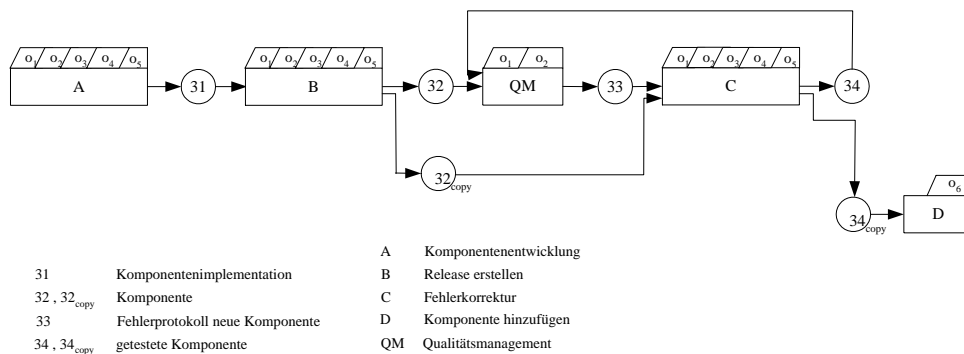 o1 o2 o3 o4 o5
o1 o2 o3 o4 o5
o1 o2
o1 o2 o3 o4 o5
A
31
B
32
QM
33
C
34
32copy
o6
34copy
D
A Komponentenentwicklung
31 Komponentenimplementation
B Release erstellen
32 , 32copy Komponente
C Fehlerkorrektur
33 Fehlerprotokoll neue Komponente
D Komponente hinzufügen
34 , 34copy getestete Komponente
QM Qualitätsmanagement